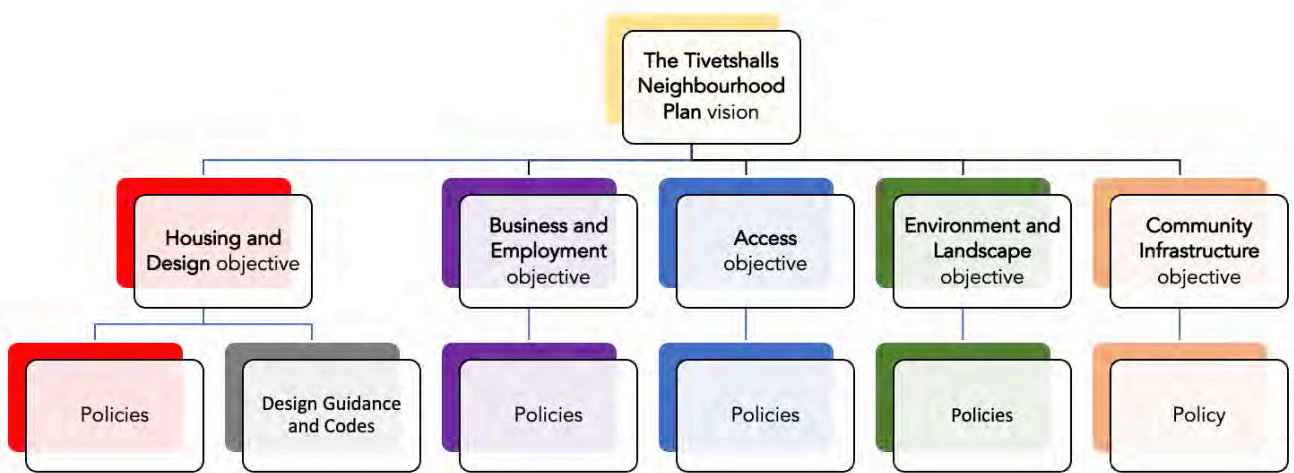 The Tivetshalls
Neighbourhood
Plan vision
Housing and
Design objective
Business and
Employment
objective
Access
objective
Environment and
Landscape
objective
Community
Infrastructure
objective
Policies
Design Guidance
and Codes
Policies
Policies
Policies
Policy